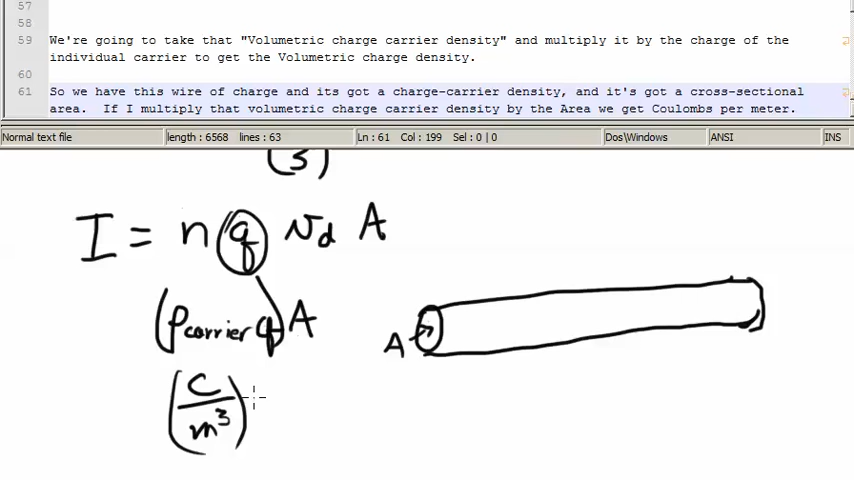 57
58
59 We're going to take that "Volumetric charge carrier density" and multiply it by the charge of the
individual carrier to get the Volumetric charge density.
60
61 So we have this wire of charge and its got a charge-carrier density, and it's got a cross-sectional
area. If I multiply that volumetric charge carrier density by the Area we get Coulombs per meter.
Normal text file length : 6568 lines : 63 Ln : 61 Col : 199 Sel : 0 | 0 Dos\Windows ANSI INS
(s)
I = n q vd A
(ρcarrier q) A
A
(C/m³)